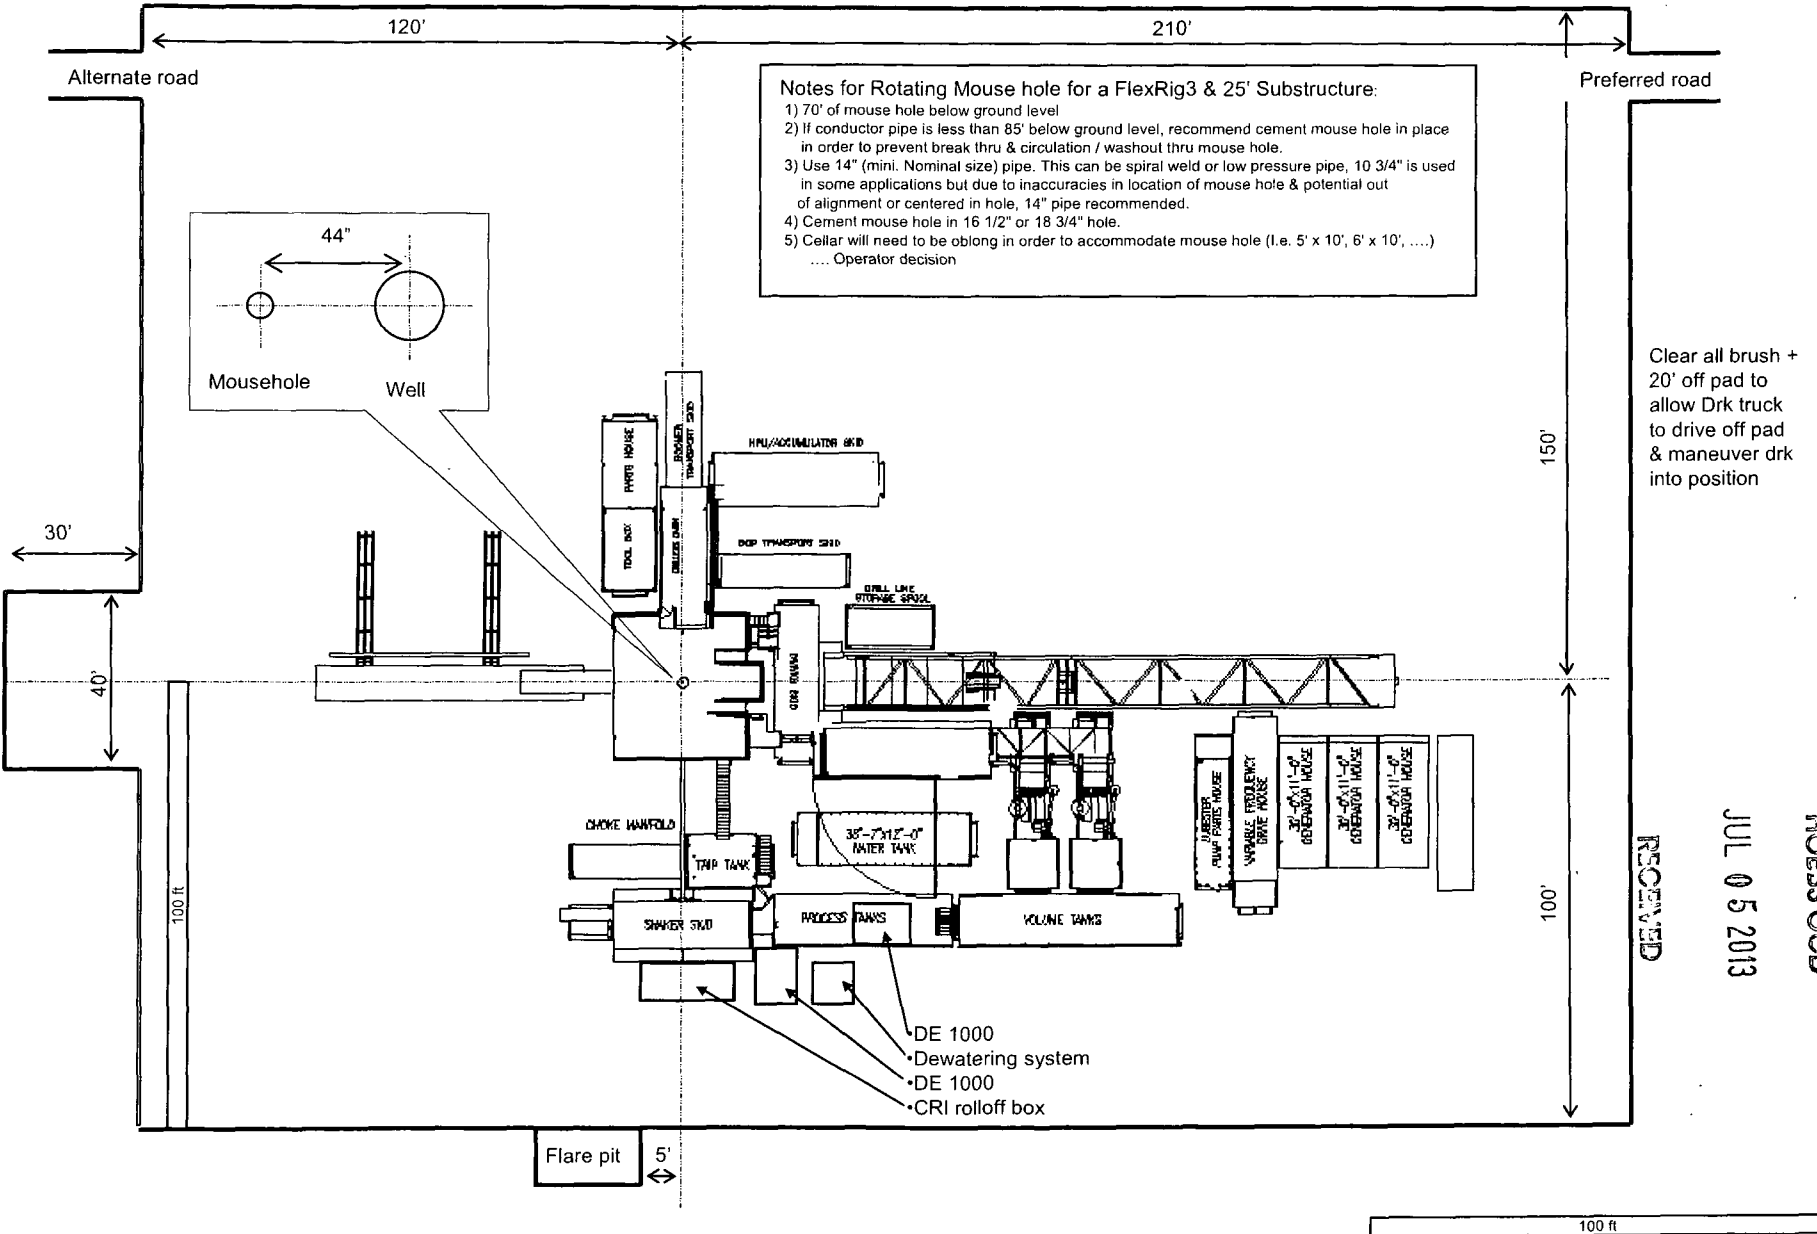 120'
210'
Alternate road
Preferred road
Notes for Rotating Mouse hole for a FlexRig3 & 25' Substructure:
1) 70' of mouse hole below ground level
2) If conductor pipe is less than 85' below ground level, recommend cement mouse hole in place
in order to prevent break thru & circulation / washout thru mouse hole.
3) Use 14" (mini. Nominal size) pipe. This can be spiral weld or low pressure pipe, 10 3/4" is used
in some applications but due to inaccuracies in location of mouse hole & potential out
of alignment or centered in hole, 14" pipe recommended.
4) Cement mouse hole in 16 1/2" or 18 3/4" hole.
5) Cellar will need to be oblong in order to accommodate mouse hole (I.e. 5' x 10', 6' x 10', ....)
.... Operator decision
44"
Mousehole
Well
Clear all brush +
20' off pad to
allow Drk truck
to drive off pad
& maneuver drk
into position
150'
PARTS HOUSE
TRANSPORT SKID
HPU/ACCUMULATOR SKID
TOOL BOX
BOP TRANSPORT SKID
DRILL LINE
STORAGE SPOOL
30'
40'
100 ft
CHOKE MANIFOLD
TRIP TANK
38'-7"X12'-0"
WATER TANK
PUMP PARTS HOUSE
VARIABLE FREQUENCY
DRIVE HOUSE
30'-0"X11'-0"
GENERATOR HOUSE
30'-0"X11'-0"
GENERATOR HOUSE
30'-0"X11'-0"
GENERATOR HOUSE
SHAKER SKID
PROCESS TANKS
VOLUME TANKS
100'
HOBBS OCD
JUL 05 2013
RECEIVED
•DE 1000
•Dewatering system
•DE 1000
•CRI rolloff box
Flare pit
5'
100 ft